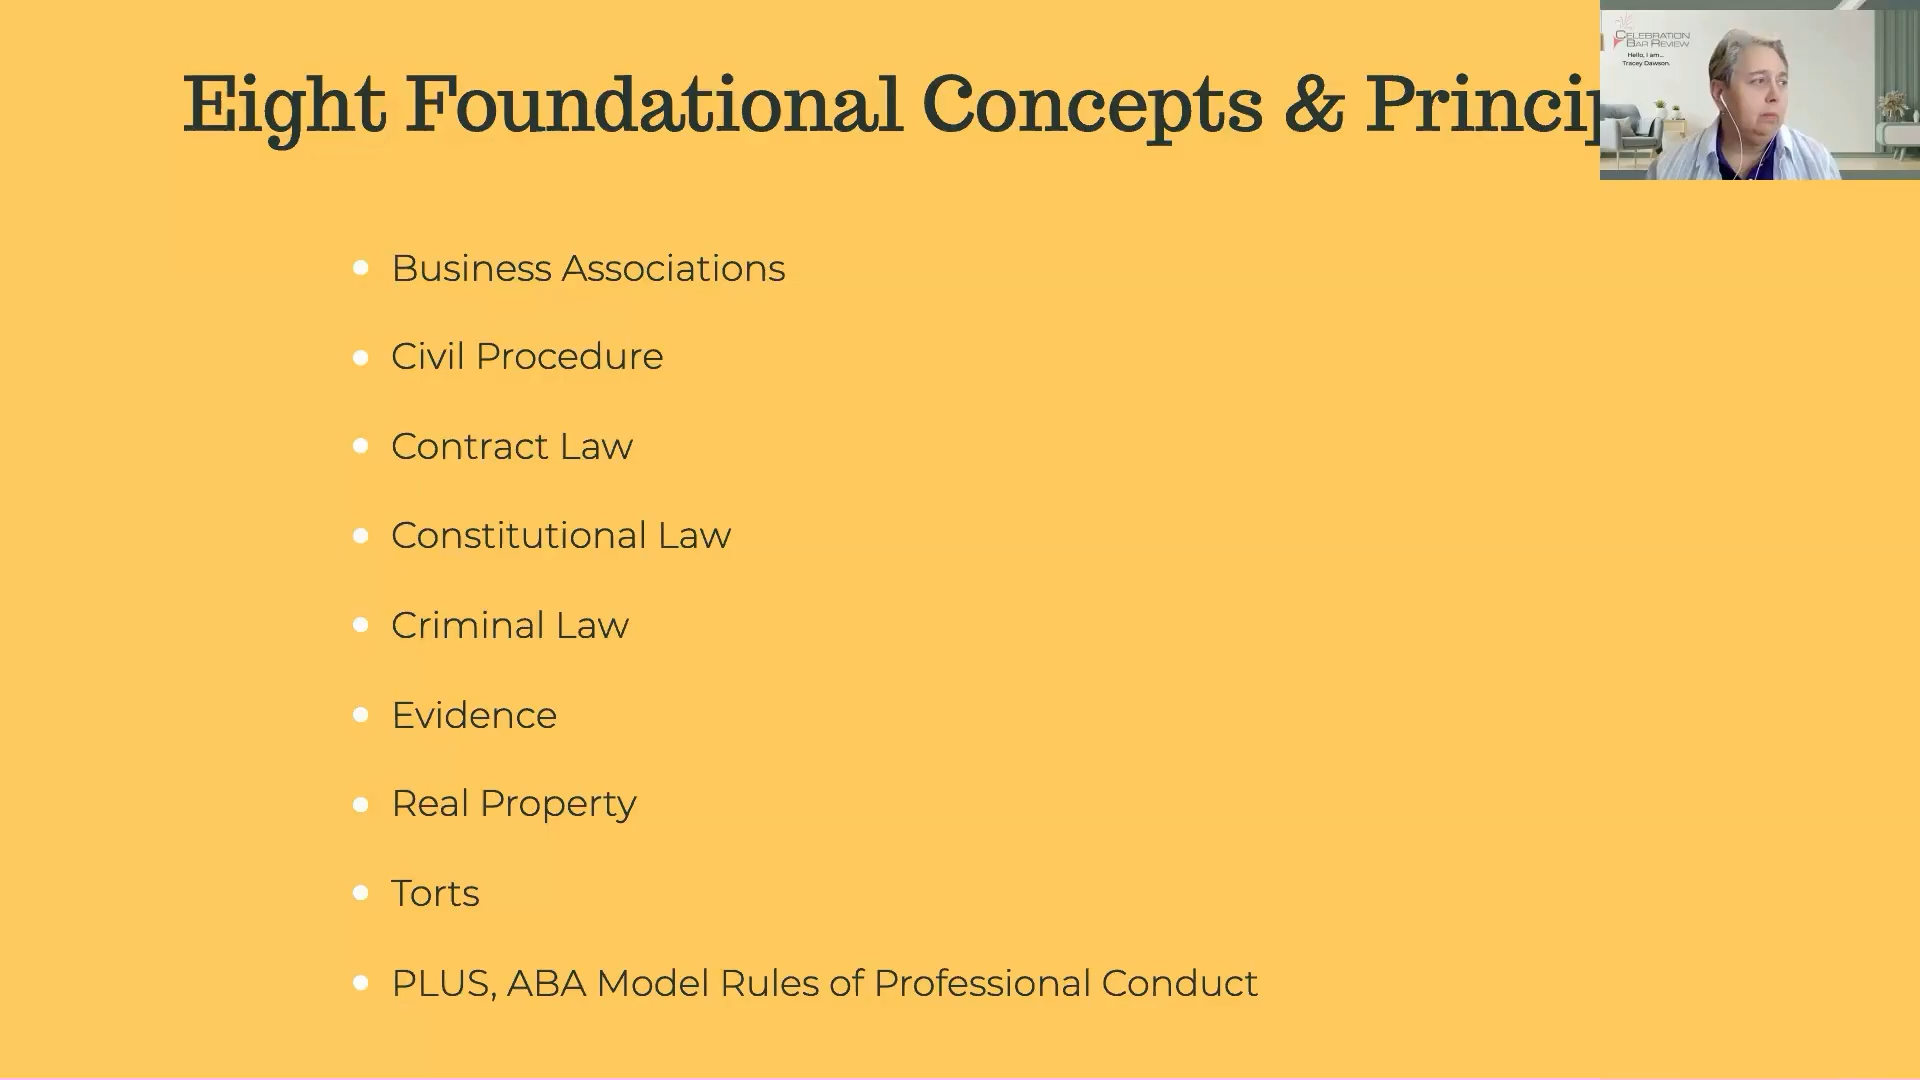 Eight Foundational Concepts & Princip
CELEBRATION
BAR REVIEW
Hello, I am...
Tracey Dawson.
Business Associations
Civil Procedure
Contract Law
Constitutional Law
Criminal Law
Evidence
Real Property
Torts
PLUS, ABA Model Rules of Professional Conduct